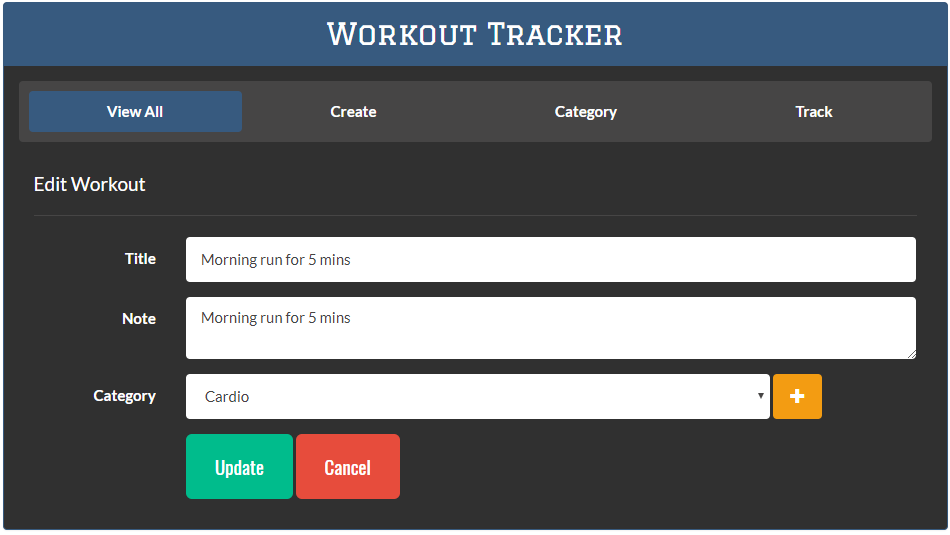 Workout Tracker
View All Create Category Track
Edit Workout
Title Morning run for 5 mins
Note Morning run for 5 mins
Category Cardio
Update Cancel